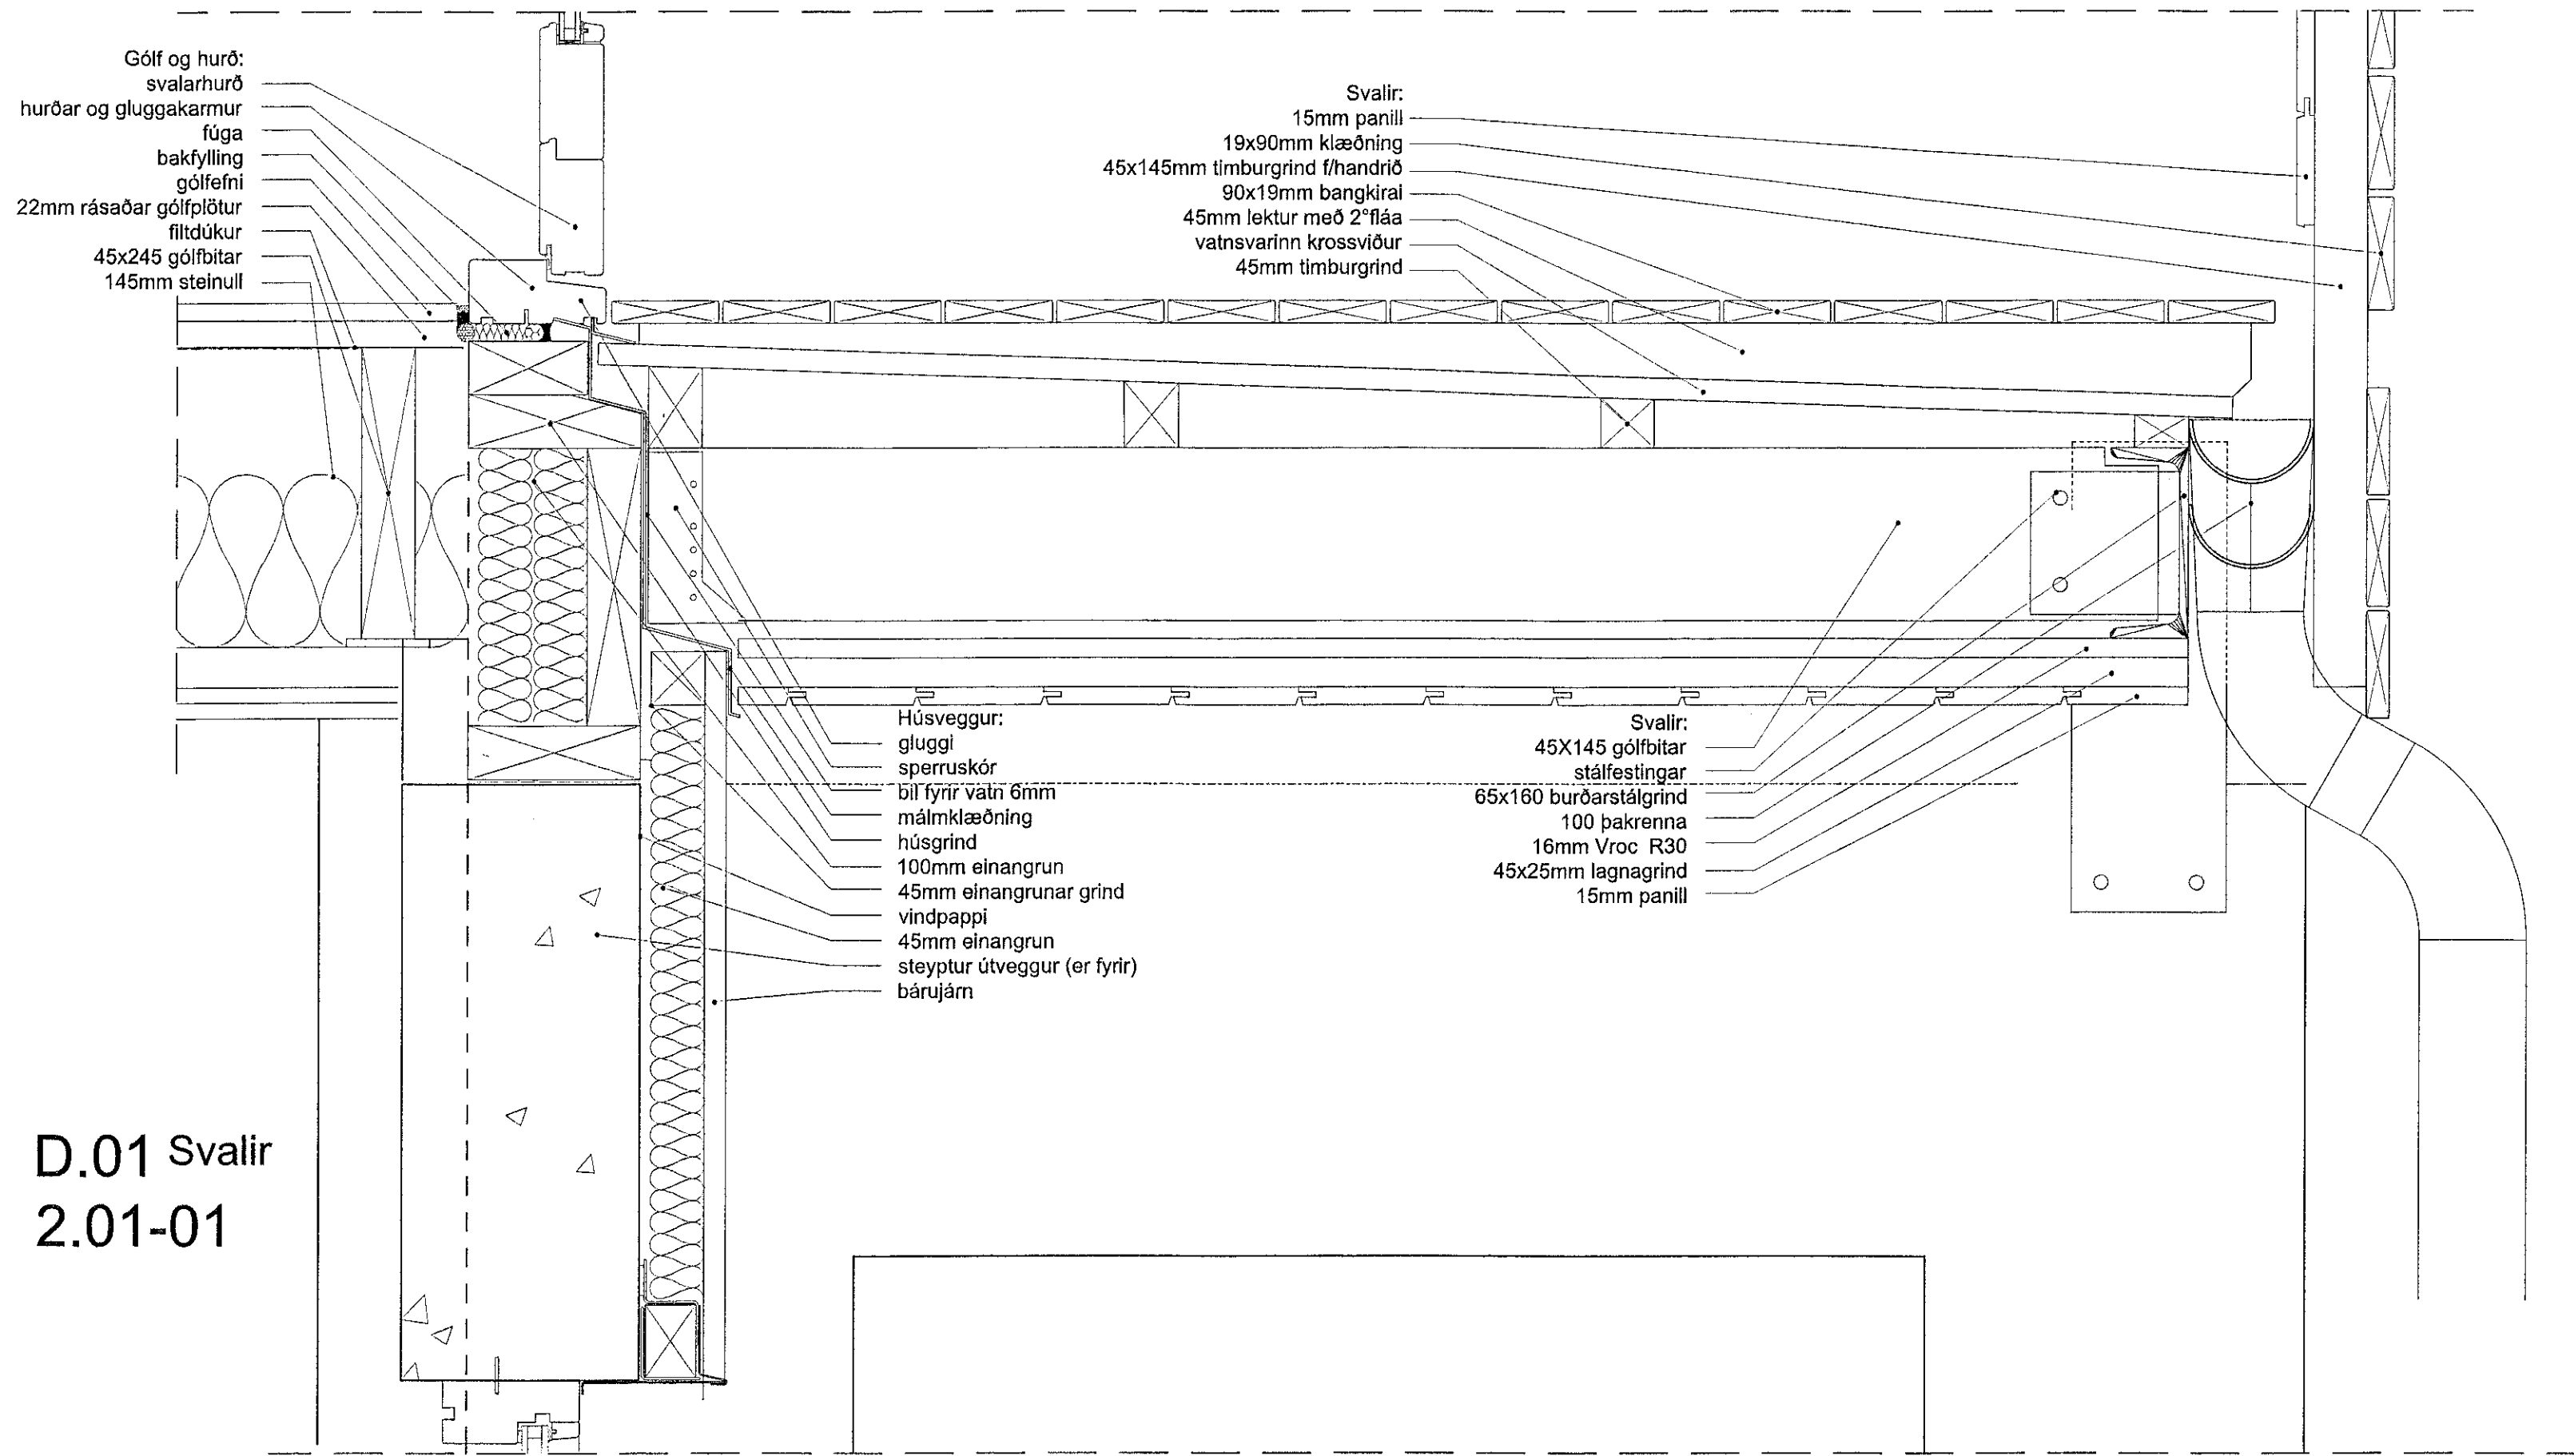 Gólf og hurð:
svalarhurð
hurðar og gluggakarmur
fúga
bakfylling
gólfefni
22mm rásaðar gólfplötur
filtdúkur
45x245 gólfbitar
145mm steinull
Svalir:
15mm panill
19x90mm klæðning
45x145mm timburgrind f/handrið
90x19mm bangkirai
45mm lektur með 2°fláa
vatnsvarinn krossviður
45mm timburgrind
Húsveggur:
gluggi
sperruskór
bil fyrir vatn 6mm
málmklæðning
húsgrind
100mm einangrun
45mm einangrunar grind
vindpappi
45mm einangrun
steyptur útveggur (er fyrir)
bárujárn
Svalir:
45X145 gólfbitar
stálfestingar
65x160 burðarstálgrind
100 þakrenna
16mm Vroc R30
45x25mm lagnagrind
15mm panill
D.01 Svalir
2.01-01